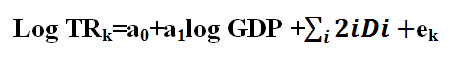 Log TRₖ=a₀+a₁log GDP +∑ᵢ 2iDi +eₖ